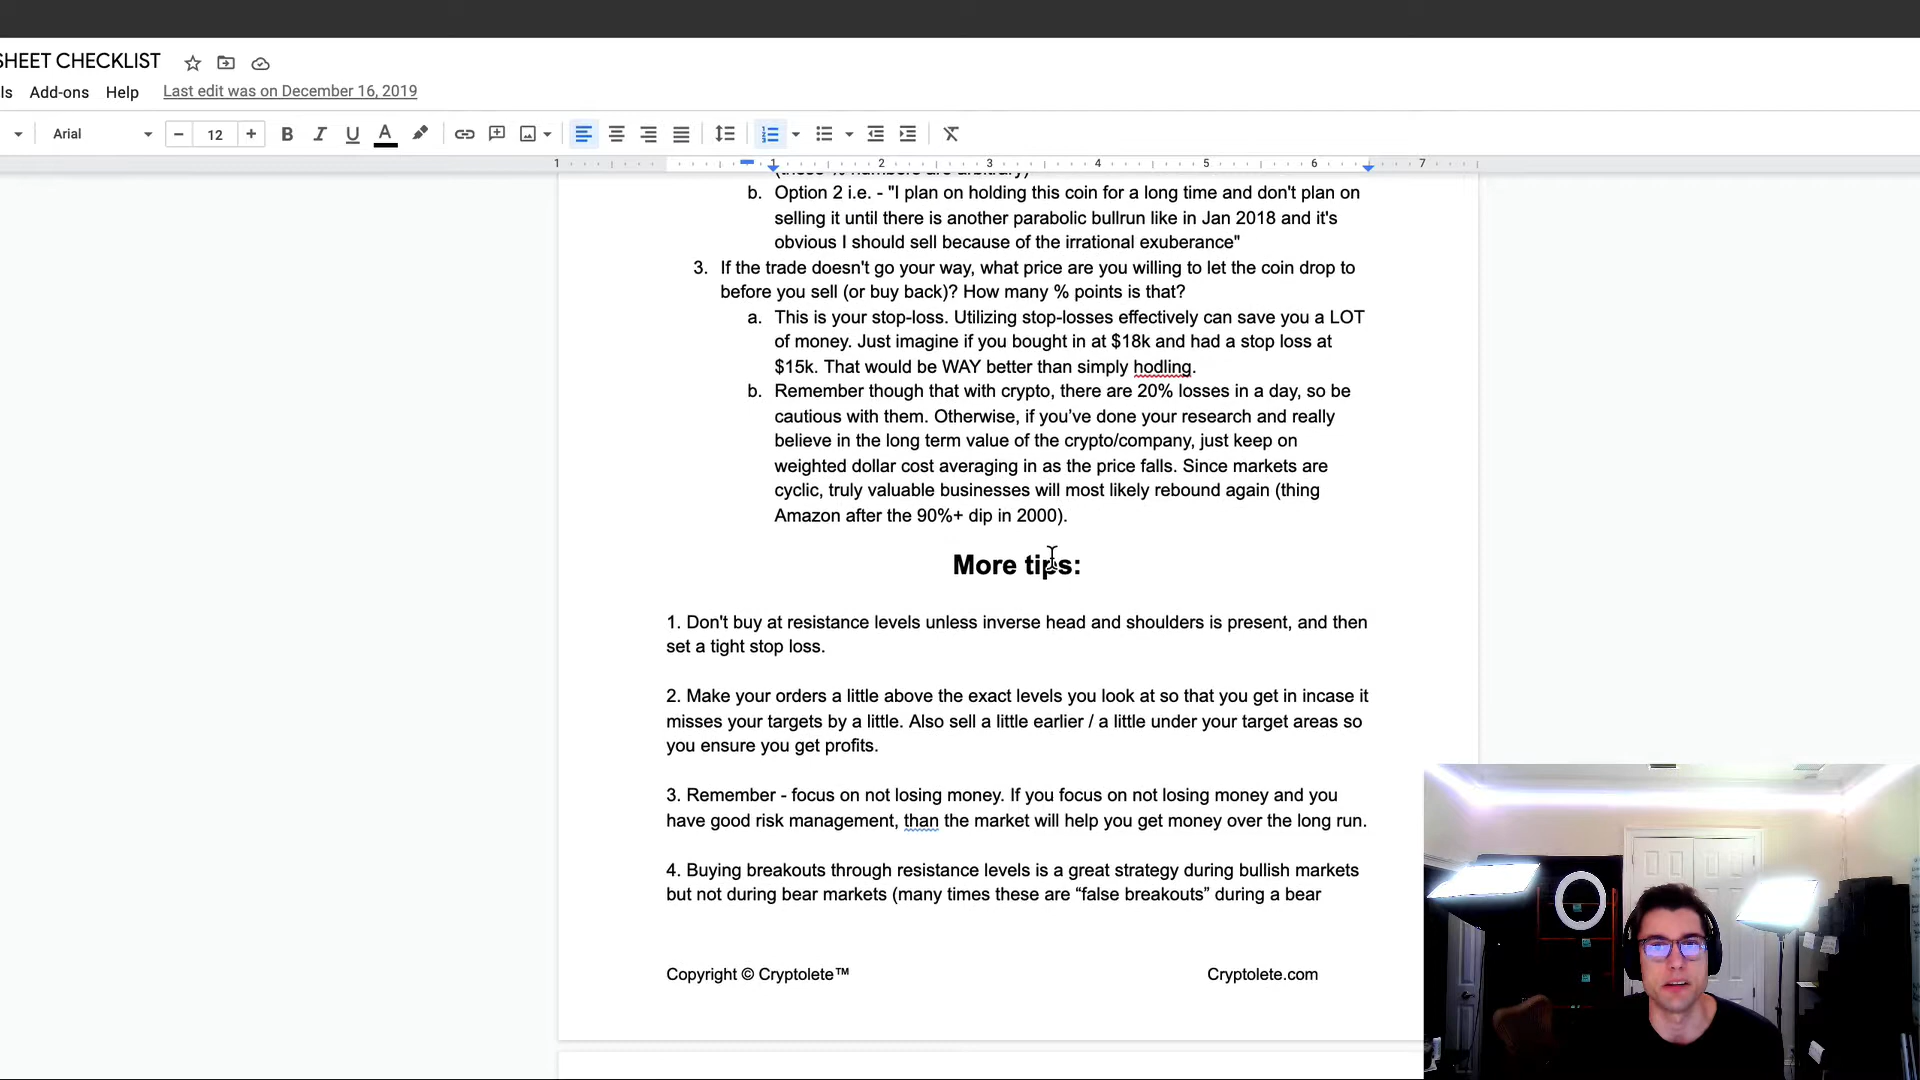 SHEET CHECKLIST
ls Add-ons Help Last edit was on December 16, 2019
Arial 12 B I U A
1 1 2 3 4 5 6 7
(these % numbers are arbitrary)
b. Option 2 i.e. - "I plan on holding this coin for a long time and don't plan on
selling it until there is another parabolic bullrun like in Jan 2018 and it's
obvious I should sell because of the irrational exuberance"
3. If the trade doesn't go your way, what price are you willing to let the coin drop to
before you sell (or buy back)? How many % points is that?
a. This is your stop-loss. Utilizing stop-losses effectively can save you a LOT
of money. Just imagine if you bought in at $18k and had a stop loss at
$15k. That would be WAY better than simply hodling.
b. Remember though that with crypto, there are 20% losses in a day, so be
cautious with them. Otherwise, if you’ve done your research and really
believe in the long term value of the crypto/company, just keep on
weighted dollar cost averaging in as the price falls. Since markets are
cyclic, truly valuable businesses will most likely rebound again (thing
Amazon after the 90%+ dip in 2000).
More tips:
1. Don't buy at resistance levels unless inverse head and shoulders is present, and then
set a tight stop loss.
2. Make your orders a little above the exact levels you look at so that you get in incase it
misses your targets by a little. Also sell a little earlier / a little under your target areas so
you ensure you get profits.
3. Remember - focus on not losing money. If you focus on not losing money and you
have good risk management, than the market will help you get money over the long run.
4. Buying breakouts through resistance levels is a great strategy during bullish markets
but not during bear markets (many times these are “false breakouts” during a bear
Copyright © Cryptolete™ Cryptolete.com